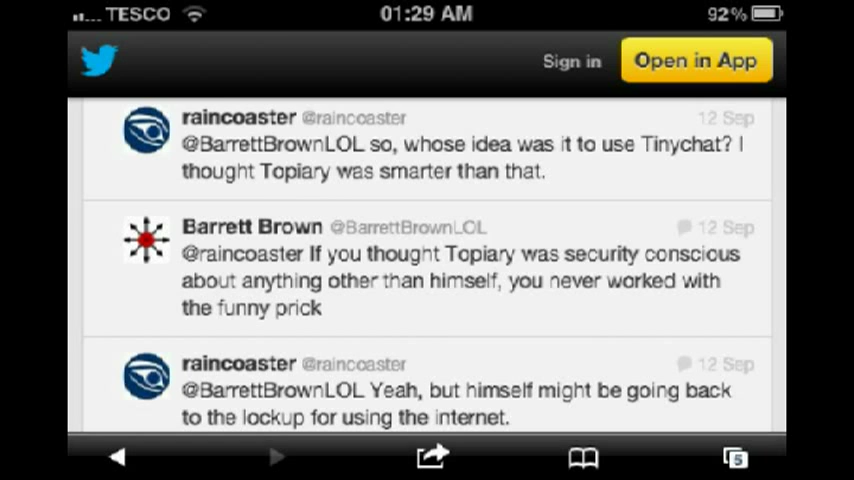 TESCO 01:29 AM 92%
Sign in Open in App
raincoaster @raincoaster 12 Sep
@BarrettBrownLOL so, whose idea was it to use Tinychat? I
thought Topiary was smarter than that.
Barrett Brown @BarrettBrownLOL 12 Sep
@raincoaster If you thought Topiary was security conscious
about anything other than himself, you never worked with
the funny prick
raincoaster @raincoaster 12 Sep
@BarrettBrownLOL Yeah, but himself might be going back
to the lockup for using the internet.
5